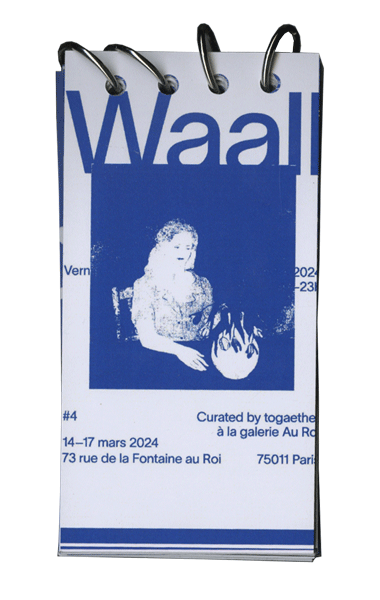 Waall
Vern 2024
–23h
#4 Curated by togaethe
à la galerie Au Ro
14–17 mars 2024
73 rue de la Fontaine au Roi 75011 Paris